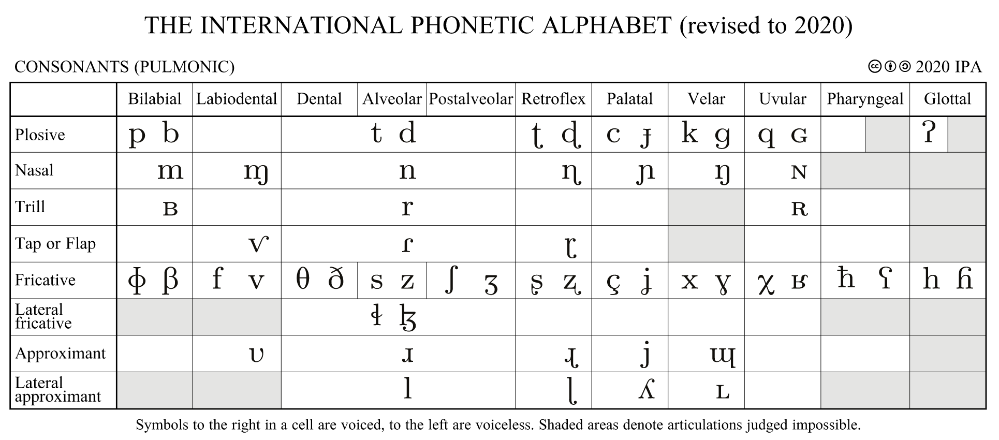 THE INTERNATIONAL PHONETIC ALPHABET (revised to 2020)
CONSONANTS (PULMONIC) 2020 IPA
Bilabial Labiodental Dental Alveolar Postalveolar Retroflex Palatal Velar Uvular Pharyngeal Glottal
Plosive p b t d ʈ ɖ c ɟ k ɡ q ɢ ʔ
Nasal m ɱ n ɳ ɲ ŋ ɴ
Trill ʙ r ʀ
Tap or Flap ⱱ ɾ ɽ
Fricative ɸ β f v θ ð s z ʃ ʒ ʂ ʐ ç ʝ x ɣ χ ʁ ħ ʕ h ɦ
Lateral
fricative ɬ ɮ
Approximant ʋ ɹ ɻ j ɰ
Lateral
approximant l ɭ ʎ ʟ
Symbols to the right in a cell are voiced, to the left are voiceless. Shaded areas denote articulations judged impossible.